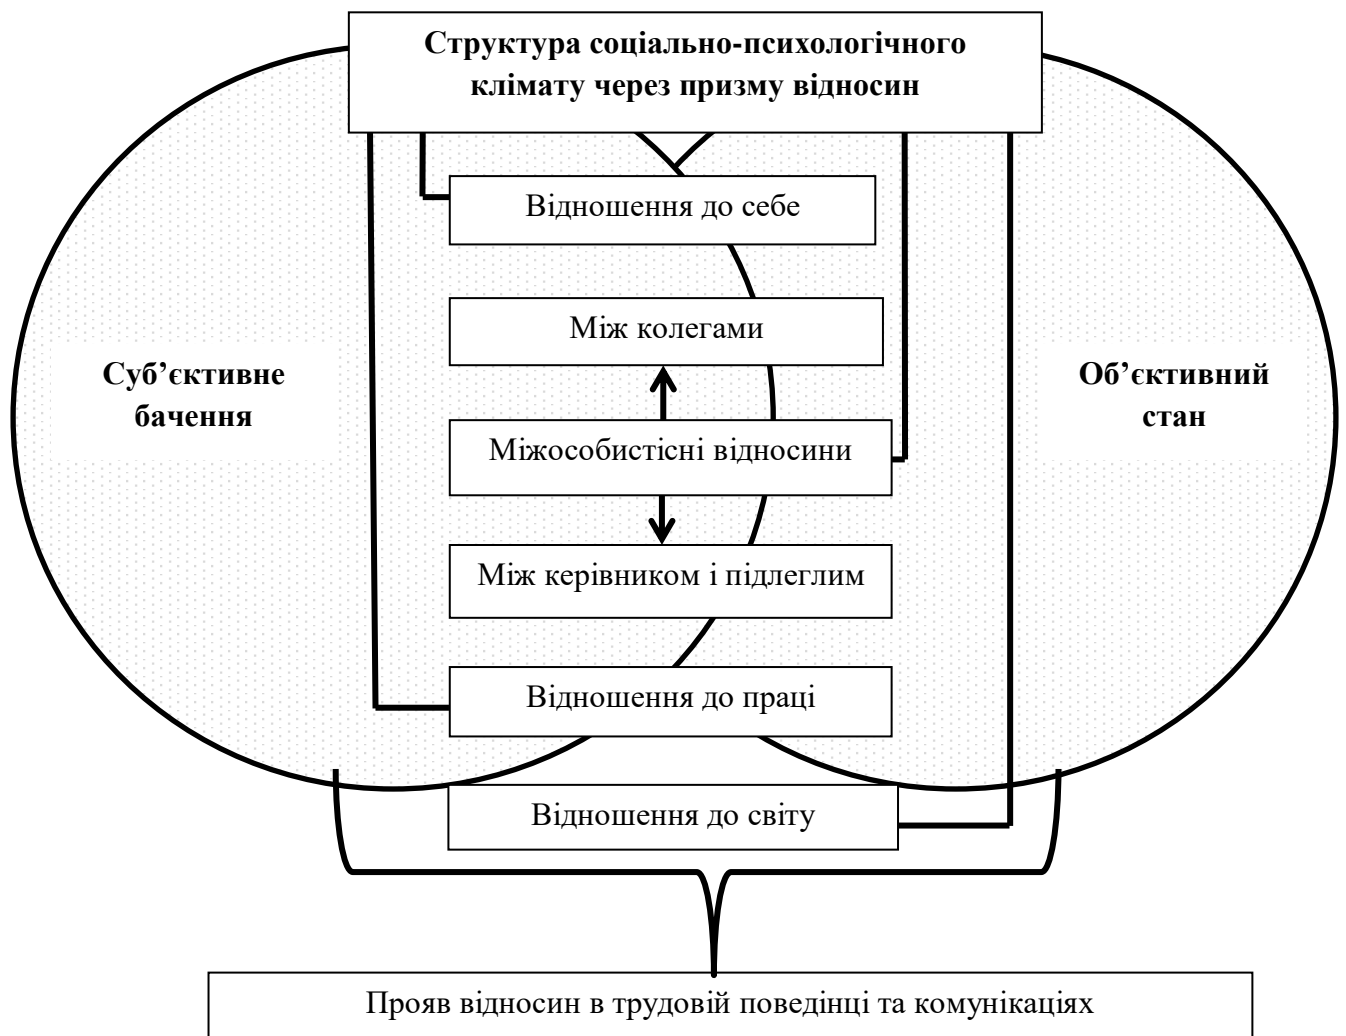 Структура соціально-психологічного
клімату через призму відносин
Відношення до себе
Між колегами
Суб’єктивне
бачення
Об’єктивний
стан
Міжособистісні відносини
Між керівником і підлеглим
Відношення до праці
Відношення до світу
Прояв відносин в трудовій поведінці та комунікаціях